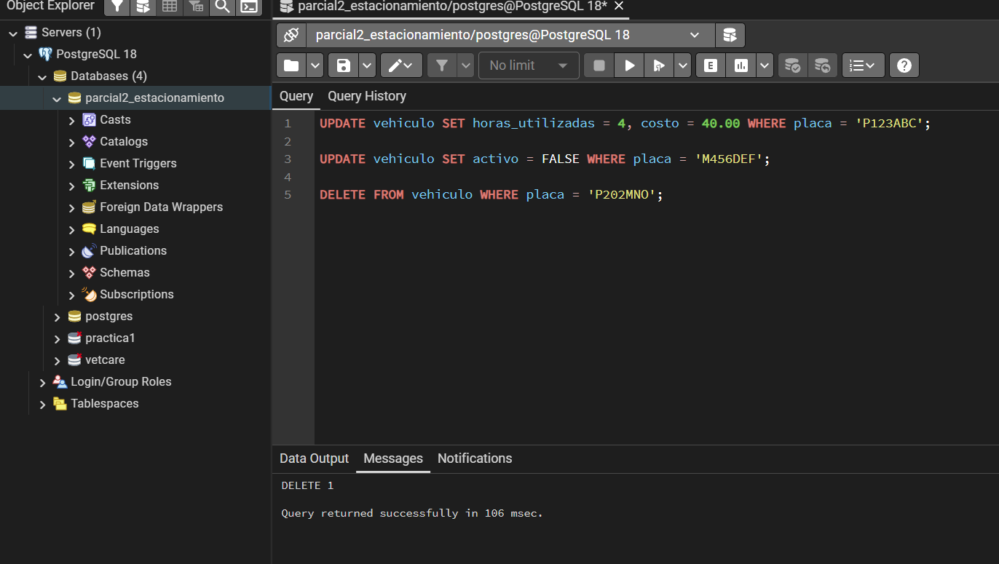 Object Explorer
Servers (1)
PostgreSQL 18
Databases (4)
parcial2_estacionamiento
Casts
Catalogs
Event Triggers
Extensions
Foreign Data Wrappers
Languages
Publications
Schemas
Subscriptions
postgres
practica1
vetcare
Login/Group Roles
Tablespaces
parcial2_estacionamiento/postgres@PostgreSQL 18*
parcial2_estacionamiento/postgres@PostgreSQL 18
No limit
E
Query Query History
1 UPDATE vehiculo SET horas_utilizadas = 4, costo = 40.00 WHERE placa = 'P123ABC';
2
3 UPDATE vehiculo SET activo = FALSE WHERE placa = 'M456DEF';
4
5 DELETE FROM vehiculo WHERE placa = 'P202MNO';
Data Output Messages Notifications
DELETE 1
Query returned successfully in 106 msec.